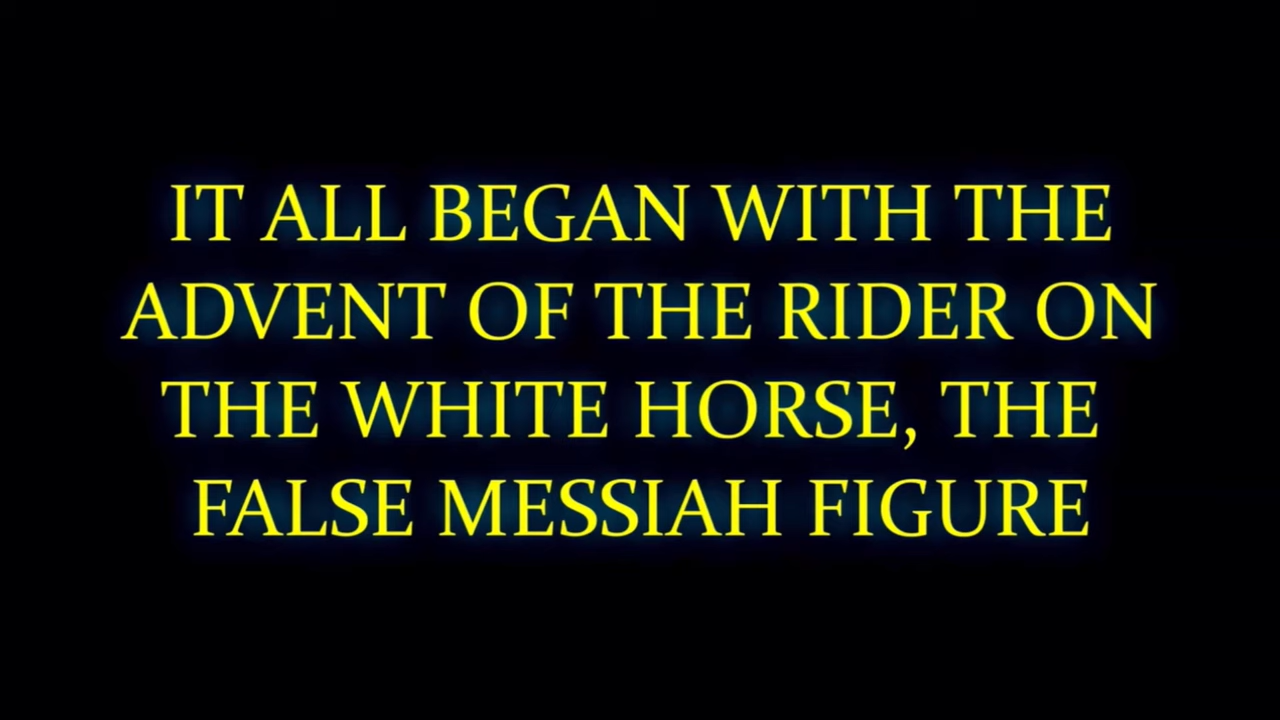 IT ALL BEGAN WITH THE
ADVENT OF THE RIDER ON
THE WHITE HORSE, THE
FALSE MESSIAH FIGURE